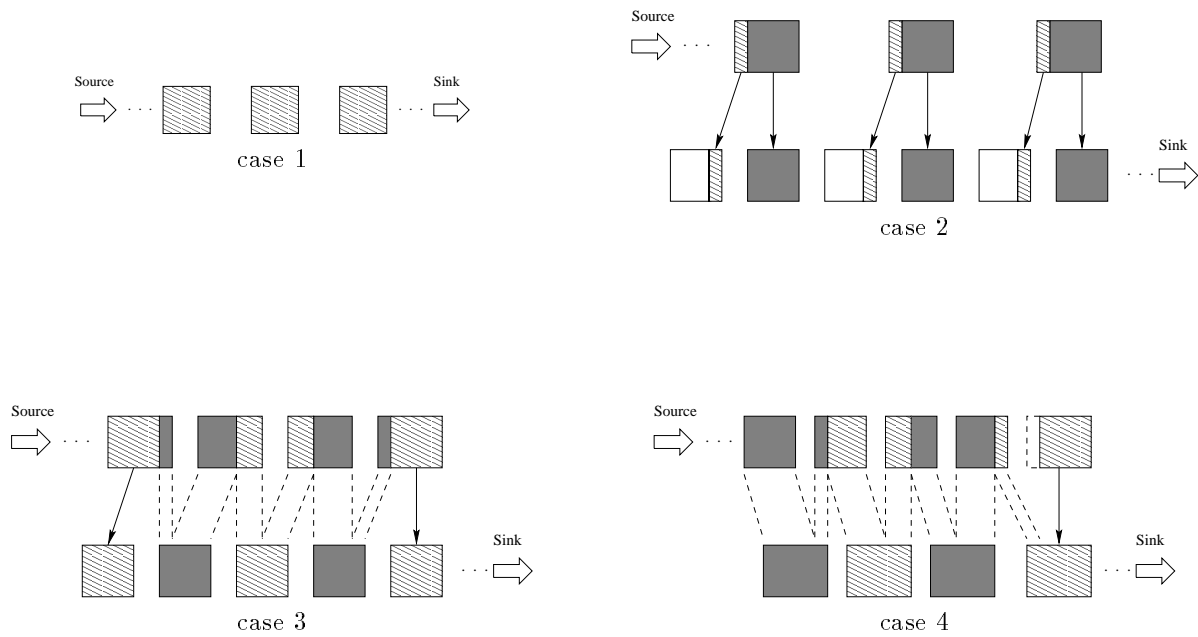 Source
. . .
. . .
Sink
case 1
Source
. . .
. . .
Sink
case 2
Source
. . .
. . .
Sink
case 3
Source
. . .
. . .
Sink
case 4